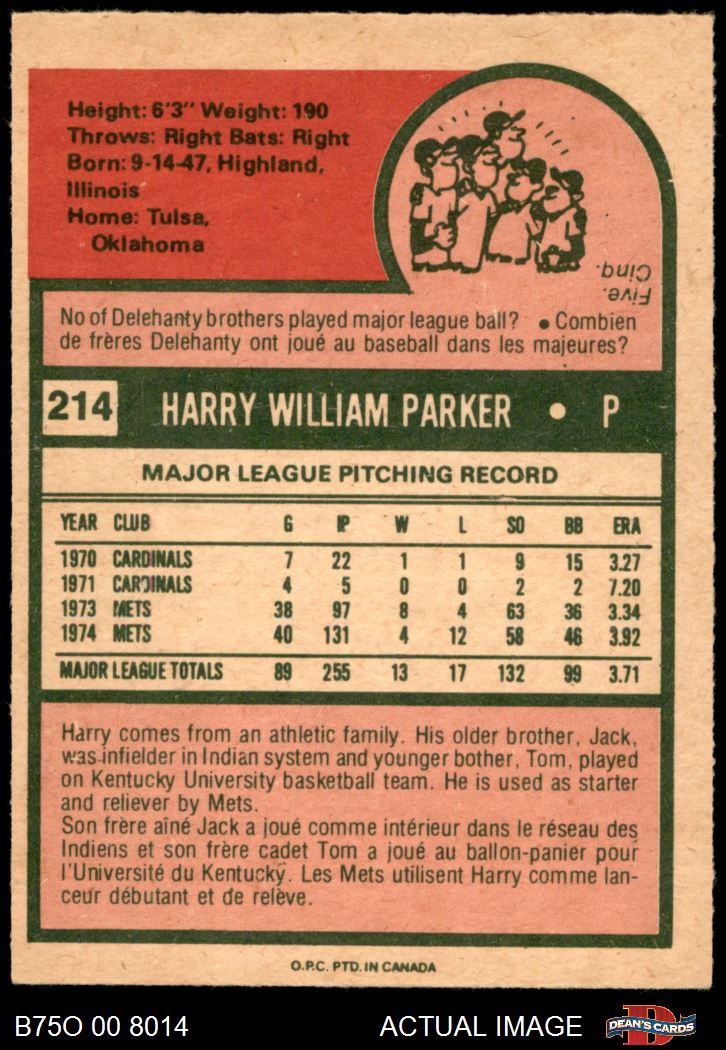 Height: 6'3" Weight: 190
Throws: Right Bats: Right
Born: 9-14-47, Highland,
Illinois
Home: Tulsa,
Oklahoma
Five.
Cinq.
No of Delehanty brothers played major league ball? • Combien
de frères Delehanty ont joué au baseball dans les majeures?
214 HARRY WILLIAM PARKER • P
MAJOR LEAGUE PITCHING RECORD
YEAR CLUB G IP W L SO BB ERA
1970 CARDINALS 7 22 1 1 9 15 3.27
1971 CARDINALS 4 5 0 0 2 2 7.20
1973 METS 38 97 8 4 63 36 3.34
1974 METS 40 131 4 12 58 46 3.92
MAJOR LEAGUE TOTALS 89 255 13 17 132 99 3.71
Harry comes from an athletic family. His older brother, Jack,
was infielder in Indian system and younger bother, Tom, played
on Kentucky University basketball team. He is used as starter
and reliever by Mets.
Son frère aîné Jack a joué comme intérieur dans le réseau des
Indiens et son frère cadet Tom a joué au ballon-panier pour
l'Université du Kentucky. Les Mets utilisent Harry comme lan-
ceur débutant et de relève.
O.P.C. PTD. IN CANADA
B75O 00 8014 ACTUAL IMAGE D DEAN'S CARDS